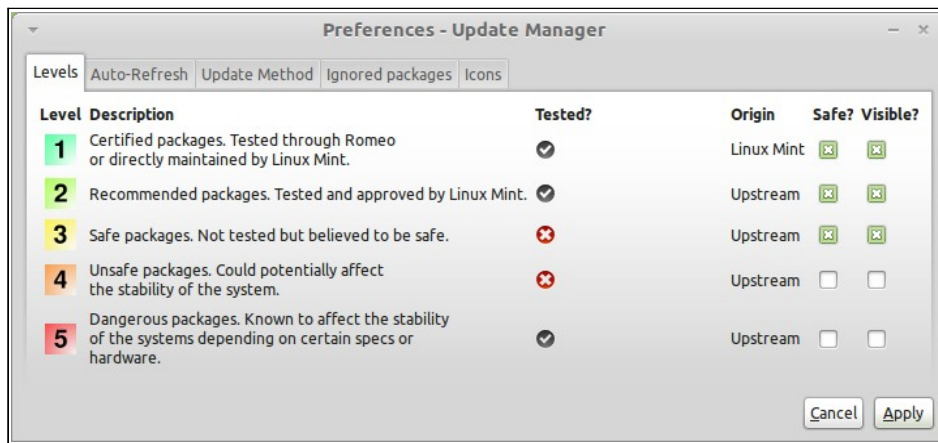 Preferences - Update Manager
Levels Auto-Refresh Update Method Ignored packages Icons
Level Description Tested? Origin Safe? Visible?
1 Certified packages. Tested through Romeo
or directly maintained by Linux Mint. Linux Mint
2 Recommended packages. Tested and approved by Linux Mint. Upstream
3 Safe packages. Not tested but believed to be safe. Upstream
4 Unsafe packages. Could potentially affect
the stability of the system. Upstream
5 Dangerous packages. Known to affect the stability
of the systems depending on certain specs or Upstream
hardware.
Cancel Apply